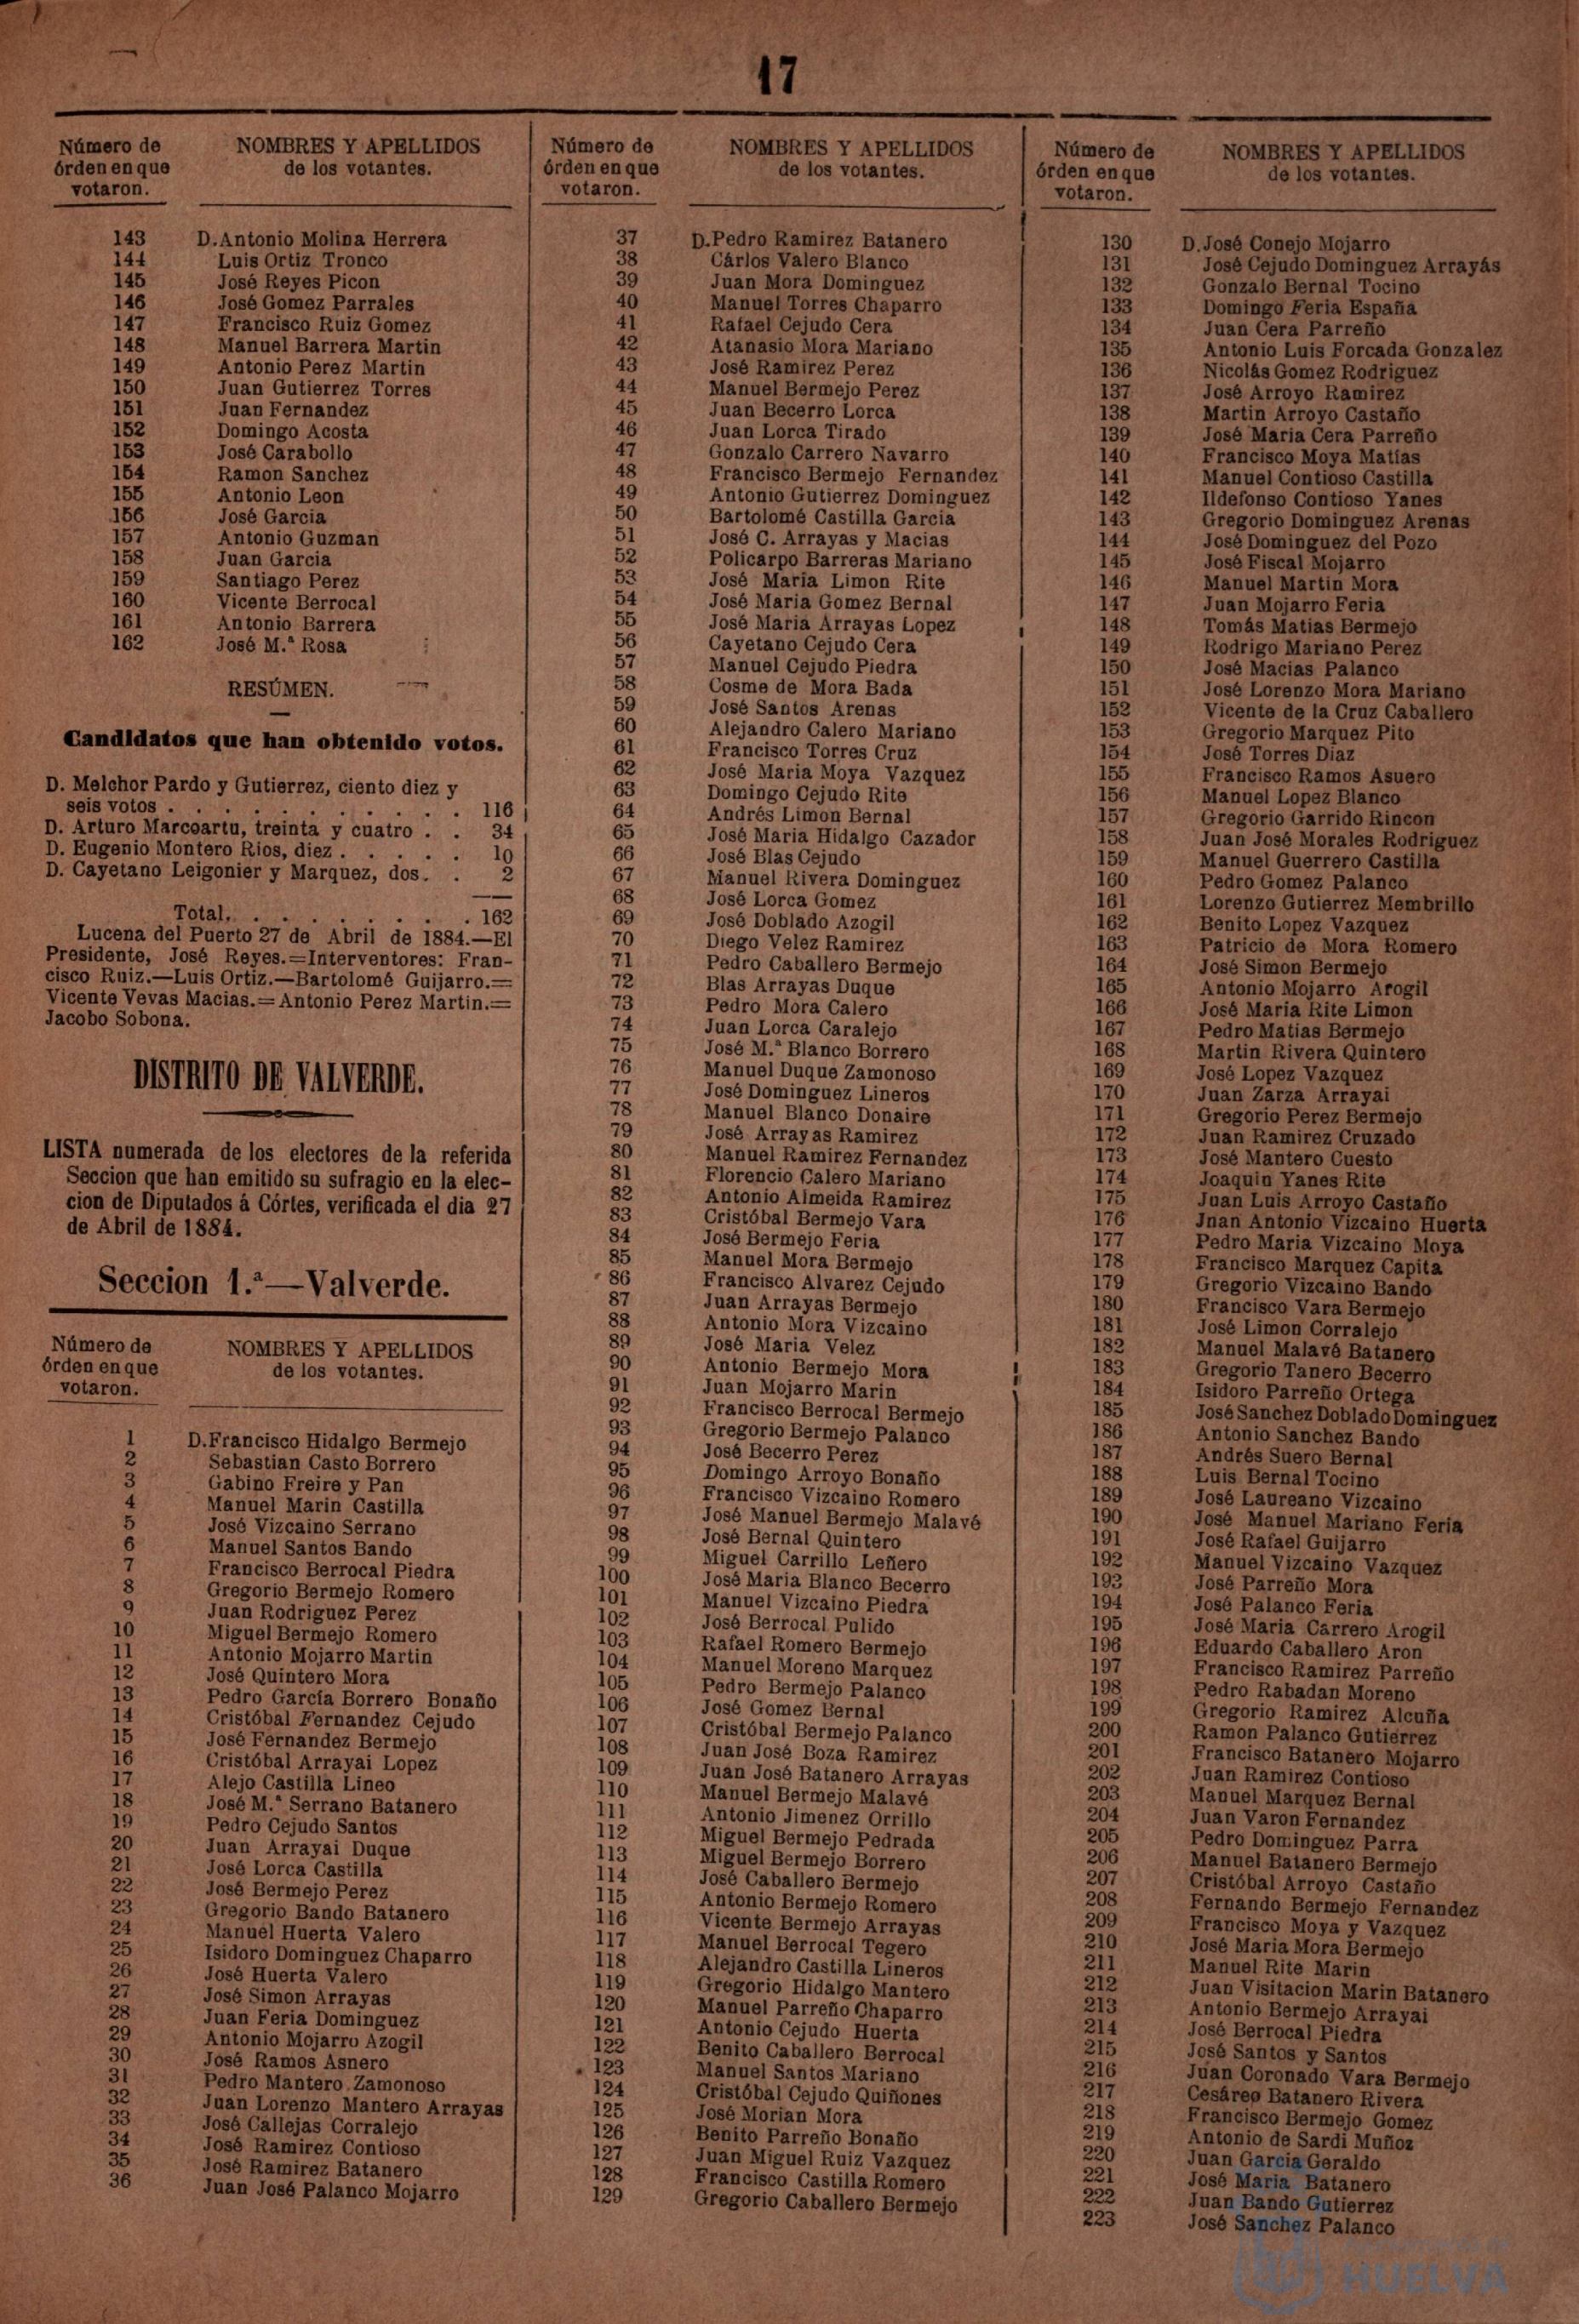 17
Número de
órden en que
votaron.
NOMBRES Y APELLIDOS
de los votantes.
143 D. Antonio Molina Herrera
144 Luis Ortiz Tronco
145 José Reyes Picon
146 José Gomez Parrales
147 Francisco Ruiz Gomez
148 Manuel Barrera Martin
149 Antonio Perez Martin
150 Juan Gutierrez Torres
151 Juan Fernandez
152 Domingo Acosta
153 José Carabollo
154 Ramon Sanchez
155 Antonio Leon
156 José Garcia
157 Antonio Guzman
158 Juan Garcia
159 Santiago Perez
160 Vicente Berrocal
161 Antonio Barrera
162 José M.ª Rosa
RESÚMEN.
Candidatos que han obtenido votos.
D. Melchor Pardo y Gutierrez, ciento diez y
seis votos . . . . . . . . . . 116
D. Arturo Marcoartu, treinta y cuatro . . 34
D. Eugenio Montero Rios, diez . . . . . 10
D. Cayetano Leigonier y Marquez, dos. . 2
Total. . . . . . . . . . 162
Lucena del Puerto 27 de Abril de 1884.—El
Presidente, José Reyes.=Interventores: Fran-
cisco Ruiz.—Luis Ortiz.—Bartolomé Guijarro.=
Vicente Vevas Macias.=Antonio Perez Martin.=
Jacobo Sobona.
DISTRITO DE VALVERDE.
LISTA numerada de los electores de la referida
Seccion que han emitido su sufragio en la elec-
cion de Diputados á Córtes, verificada el dia 27
de Abril de 1884.
Seccion 1.ª—Valverde.
Número de
órden en que
votaron.
NOMBRES Y APELLIDOS
de los votantes.
1 D. Francisco Hidalgo Bermejo
2 Sebastian Casto Borrero
3 Gabino Freire y Pan
4 Manuel Marin Castilla
5 José Vizcaino Serrano
6 Manuel Santos Bando
7 Francisco Berrocal Piedra
8 Gregorio Bermejo Romero
9 Juan Rodriguez Perez
10 Miguel Bermejo Romero
11 Antonio Mojarro Martin
12 José Quintero Mora
13 Pedro García Borrero Bonaño
14 Cristóbal Fernandez Cejudo
15 José Fernandez Bermejo
16 Cristóbal Arrayai Lopez
17 Alejo Castilla Lineo
18 José M.ª Serrano Batanero
19 Pedro Cejudo Santos
20 Juan Arrayai Duque
21 José Lorca Castilla
22 José Bermejo Perez
23 Gregorio Bando Batanero
24 Manuel Huerta Valero
25 Isidoro Dominguez Chaparro
26 José Huerta Valero
27 José Simon Arrayas
28 Juan Feria Dominguez
29 Antonio Mojarro Azogil
30 José Ramos Asnero
31 Pedro Mantero Zamonoso
32 Juan Lorenzo Mantero Arrayas
33 José Callejas Corralejo
34 José Ramirez Contioso
35 José Ramirez Batanero
36 Juan José Palanco Mojarro
Número de
órden en que
votaron.
NOMBRES Y APELLIDOS
de los votantes.
37 D. Pedro Ramirez Batanero
38 Cárlos Valero Blanco
39 Juan Mora Dominguez
40 Manuel Torres Chaparro
41 Rafael Cejudo Cera
42 Atanasio Mora Mariano
43 José Ramirez Perez
44 Manuel Bermejo Perez
45 Juan Becerro Lorca
46 Juan Lorca Tirado
47 Gonzalo Carrero Navarro
48 Francisco Bermejo Fernandez
49 Antonio Gutierrez Dominguez
50 Bartolomé Castilla Garcia
51 José C. Arrayas y Macias
52 Policarpo Barreras Mariano
53 José Maria Limon Rite
54 José Maria Gomez Bernal
55 José Maria Arrayas Lopez
56 Cayetano Cejudo Cera
57 Manuel Cejudo Piedra
58 Cosme de Mora Bada
59 José Santos Arenas
60 Alejandro Calero Mariano
61 Francisco Torres Cruz
62 José Maria Moya Vazquez
63 Domingo Cejudo Rite
64 Andrés Limon Bernal
65 José Maria Hidalgo Cazador
66 José Blas Cejudo
67 Manuel Rivera Dominguez
68 José Lorca Gomez
69 José Doblado Azogil
70 Diego Velez Ramirez
71 Pedro Caballero Bermejo
72 Blas Arrayas Duque
73 Pedro Mora Calero
74 Juan Lorca Caralejo
75 José M.ª Blanco Borrero
76 Manuel Duque Zamonoso
77 José Dominguez Lineros
78 Manuel Blanco Donaire
79 José Arrayas Ramirez
80 Manuel Ramirez Fernandez
81 Florencio Calero Mariano
82 Antonio Almeida Ramirez
83 Cristóbal Bermejo Vara
84 José Bermejo Feria
85 Manuel Mora Bermejo
86 Francisco Alvarez Cejudo
87 Juan Arrayas Bermejo
88 Antonio Mora Vizcaino
89 José Maria Velez
90 Antonio Bermejo Mora
91 Juan Mojarro Marin
92 Francisco Berrocal Bermejo
93 Gregorio Bermejo Palanco
94 José Becerro Perez
95 Domingo Arroyo Bonaño
96 Francisco Vizcaino Romero
97 José Manuel Bermejo Malavé
98 José Bernal Quintero
99 Miguel Carrillo Leñero
100 José Maria Blanco Becerro
101 Manuel Vizcaino Piedra
102 José Berrocal Pulido
103 Rafael Romero Bermejo
104 Manuel Moreno Marquez
105 Pedro Bermejo Palanco
106 José Gomez Bernal
107 Cristóbal Bermejo Palanco
108 Juan José Boza Ramirez
109 Juan José Batanero Arrayas
110 Manuel Bermejo Malavé
111 Antonio Jimenez Orrillo
112 Miguel Bermejo Pedrada
113 Miguel Bermejo Borrero
114 José Caballero Bermejo
115 Antonio Bermejo Romero
116 Vicente Bermejo Arrayas
117 Manuel Berrocal Tegero
118 Alejandro Castilla Lineros
119 Gregorio Hidalgo Mantero
120 Manuel Parreño Chaparro
121 Antonio Cejudo Huerta
122 Benito Caballero Berrocal
123 Manuel Santos Mariano
124 Cristóbal Cejudo Quiñones
125 José Morian Mora
126 Benito Parreño Bonaño
127 Juan Miguel Ruiz Vazquez
128 Francisco Castilla Romero
129 Gregorio Caballero Bermejo
Número de
órden en que
votaron.
NOMBRES Y APELLIDOS
de los votantes.
130 D. José Conejo Mojarro
131 José Cejudo Dominguez Arrayás
132 Gonzalo Bernal Tocino
133 Domingo Feria España
134 Juan Cera Parreño
135 Antonio Luis Forcada Gonzalez
136 Nicolás Gomez Rodriguez
137 José Arroyo Ramirez
138 Martin Arroyo Castaño
139 José Maria Cera Parreño
140 Francisco Moya Matías
141 Manuel Contioso Castilla
142 Ildefonso Contioso Yanes
143 Gregorio Dominguez Arenas
144 José Dominguez del Pozo
145 José Fiscal Mojarro
146 Manuel Martin Mora
147 Juan Mojarro Feria
148 Tomás Matias Bermejo
149 Rodrigo Mariano Perez
150 José Macias Palanco
151 José Lorenzo Mora Mariano
152 Vicente de la Cruz Caballero
153 Gregorio Marquez Pito
154 José Torres Diaz
155 Francisco Ramos Asuero
156 Manuel Lopez Blanco
157 Gregorio Garrido Rincon
158 Juan José Morales Rodriguez
159 Manuel Guerrero Castilla
160 Pedro Gomez Palanco
161 Lorenzo Gutierrez Membrillo
162 Benito Lopez Vazquez
163 Patricio de Mora Romero
164 José Simon Bermejo
165 Antonio Mojarro Arogil
166 José Maria Rite Limon
167 Pedro Matias Bermejo
168 Martin Rivera Quintero
169 José Lopez Vazquez
170 Juan Zarza Arrayai
171 Gregorio Perez Bermejo
172 Juan Ramirez Cruzado
173 José Mantero Cuesto
174 Joaquin Yanes Rite
175 Juan Luis Arroyo Castaño
176 Jnan Antonio Vizcaino Huerta
177 Pedro Maria Vizcaino Moya
178 Francisco Marquez Capita
179 Gregorio Vizcaino Bando
180 Francisco Vara Bermejo
181 José Limon Corralejo
182 Manuel Malavé Batanero
183 Gregorio Tanero Becerro
184 Isidoro Parreño Ortega
185 José Sanchez Doblado Dominguez
186 Antonio Sanchez Bando
187 Andrés Suero Bernal
188 Luis Bernal Tocino
189 José Laureano Vizcaino
190 José Manuel Mariano Feria
191 José Rafael Guijarro
192 Manuel Vizcaino Vazquez
193 José Parreño Mora
194 José Palanco Feria
195 José Maria Carrero Arogil
196 Eduardo Caballero Aron
197 Francisco Ramirez Parreño
198 Pedro Rabadan Moreno
199 Gregorio Ramirez Alcuña
200 Ramon Palanco Gutierrez
201 Francisco Batanero Mojarro
202 Juan Ramirez Contioso
203 Manuel Marquez Bernal
204 Juan Varon Fernandez
205 Pedro Dominguez Parra
206 Manuel Batanero Bermejo
207 Cristóbal Arroyo Castaño
208 Fernando Bermejo Fernandez
209 Francisco Moya y Vazquez
210 José Maria Mora Bermejo
211 Manuel Rite Marin
212 Juan Visitacion Marin Batanero
213 Antonio Bermejo Arrayai
214 José Berrocal Piedra
215 José Santos y Santos
216 Juan Coronado Vara Bermejo
217 Cesáreo Batanero Rivera
218 Francisco Bermejo Gomez
219 Antonio de Sardi Muñoz
220 Juan Garcia Geraldo
221 José Maria Batanero
222 Juan Bando Gutierrez
223 José Sanchez Palanco
HUELVA